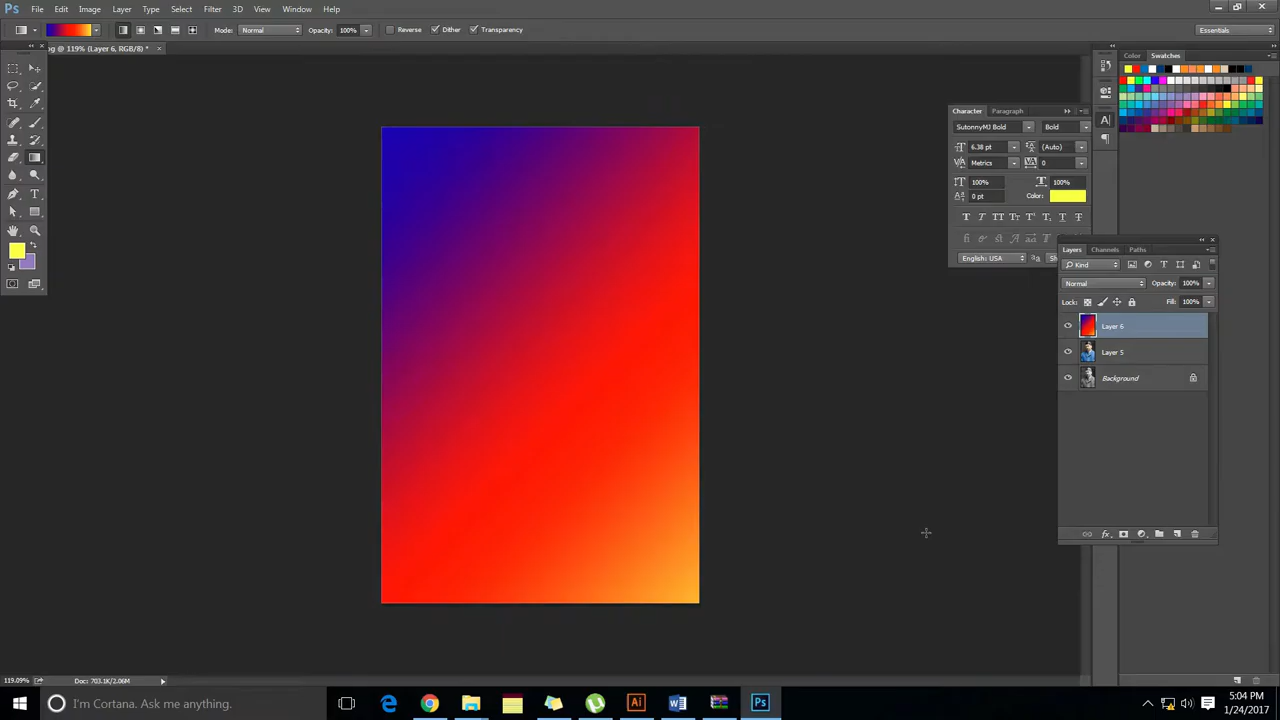 Ps File Edit Image Layer Type Select Filter 3D View Window Help
Mode: Normal Opacity: 100% Reverse Dither Transparency Essentials
@ 119% (Layer 6, RGB/8) *
Color Swatches
Character Paragraph
SutonnyMJ Bold Bold
6.38 pt (Auto)
Metrics 0
100% 100%
0 pt Color:
English: USA
Layers Channels Paths
Kind
Normal Opacity: 100%
Lock: Fill: 100%
Layer 6
Layer 5
Background
119.09% Doc: 703.1K/2.06M
I'm Cortana. Ask me anything.
Ai
Ps
5:04 PM
1/24/2017